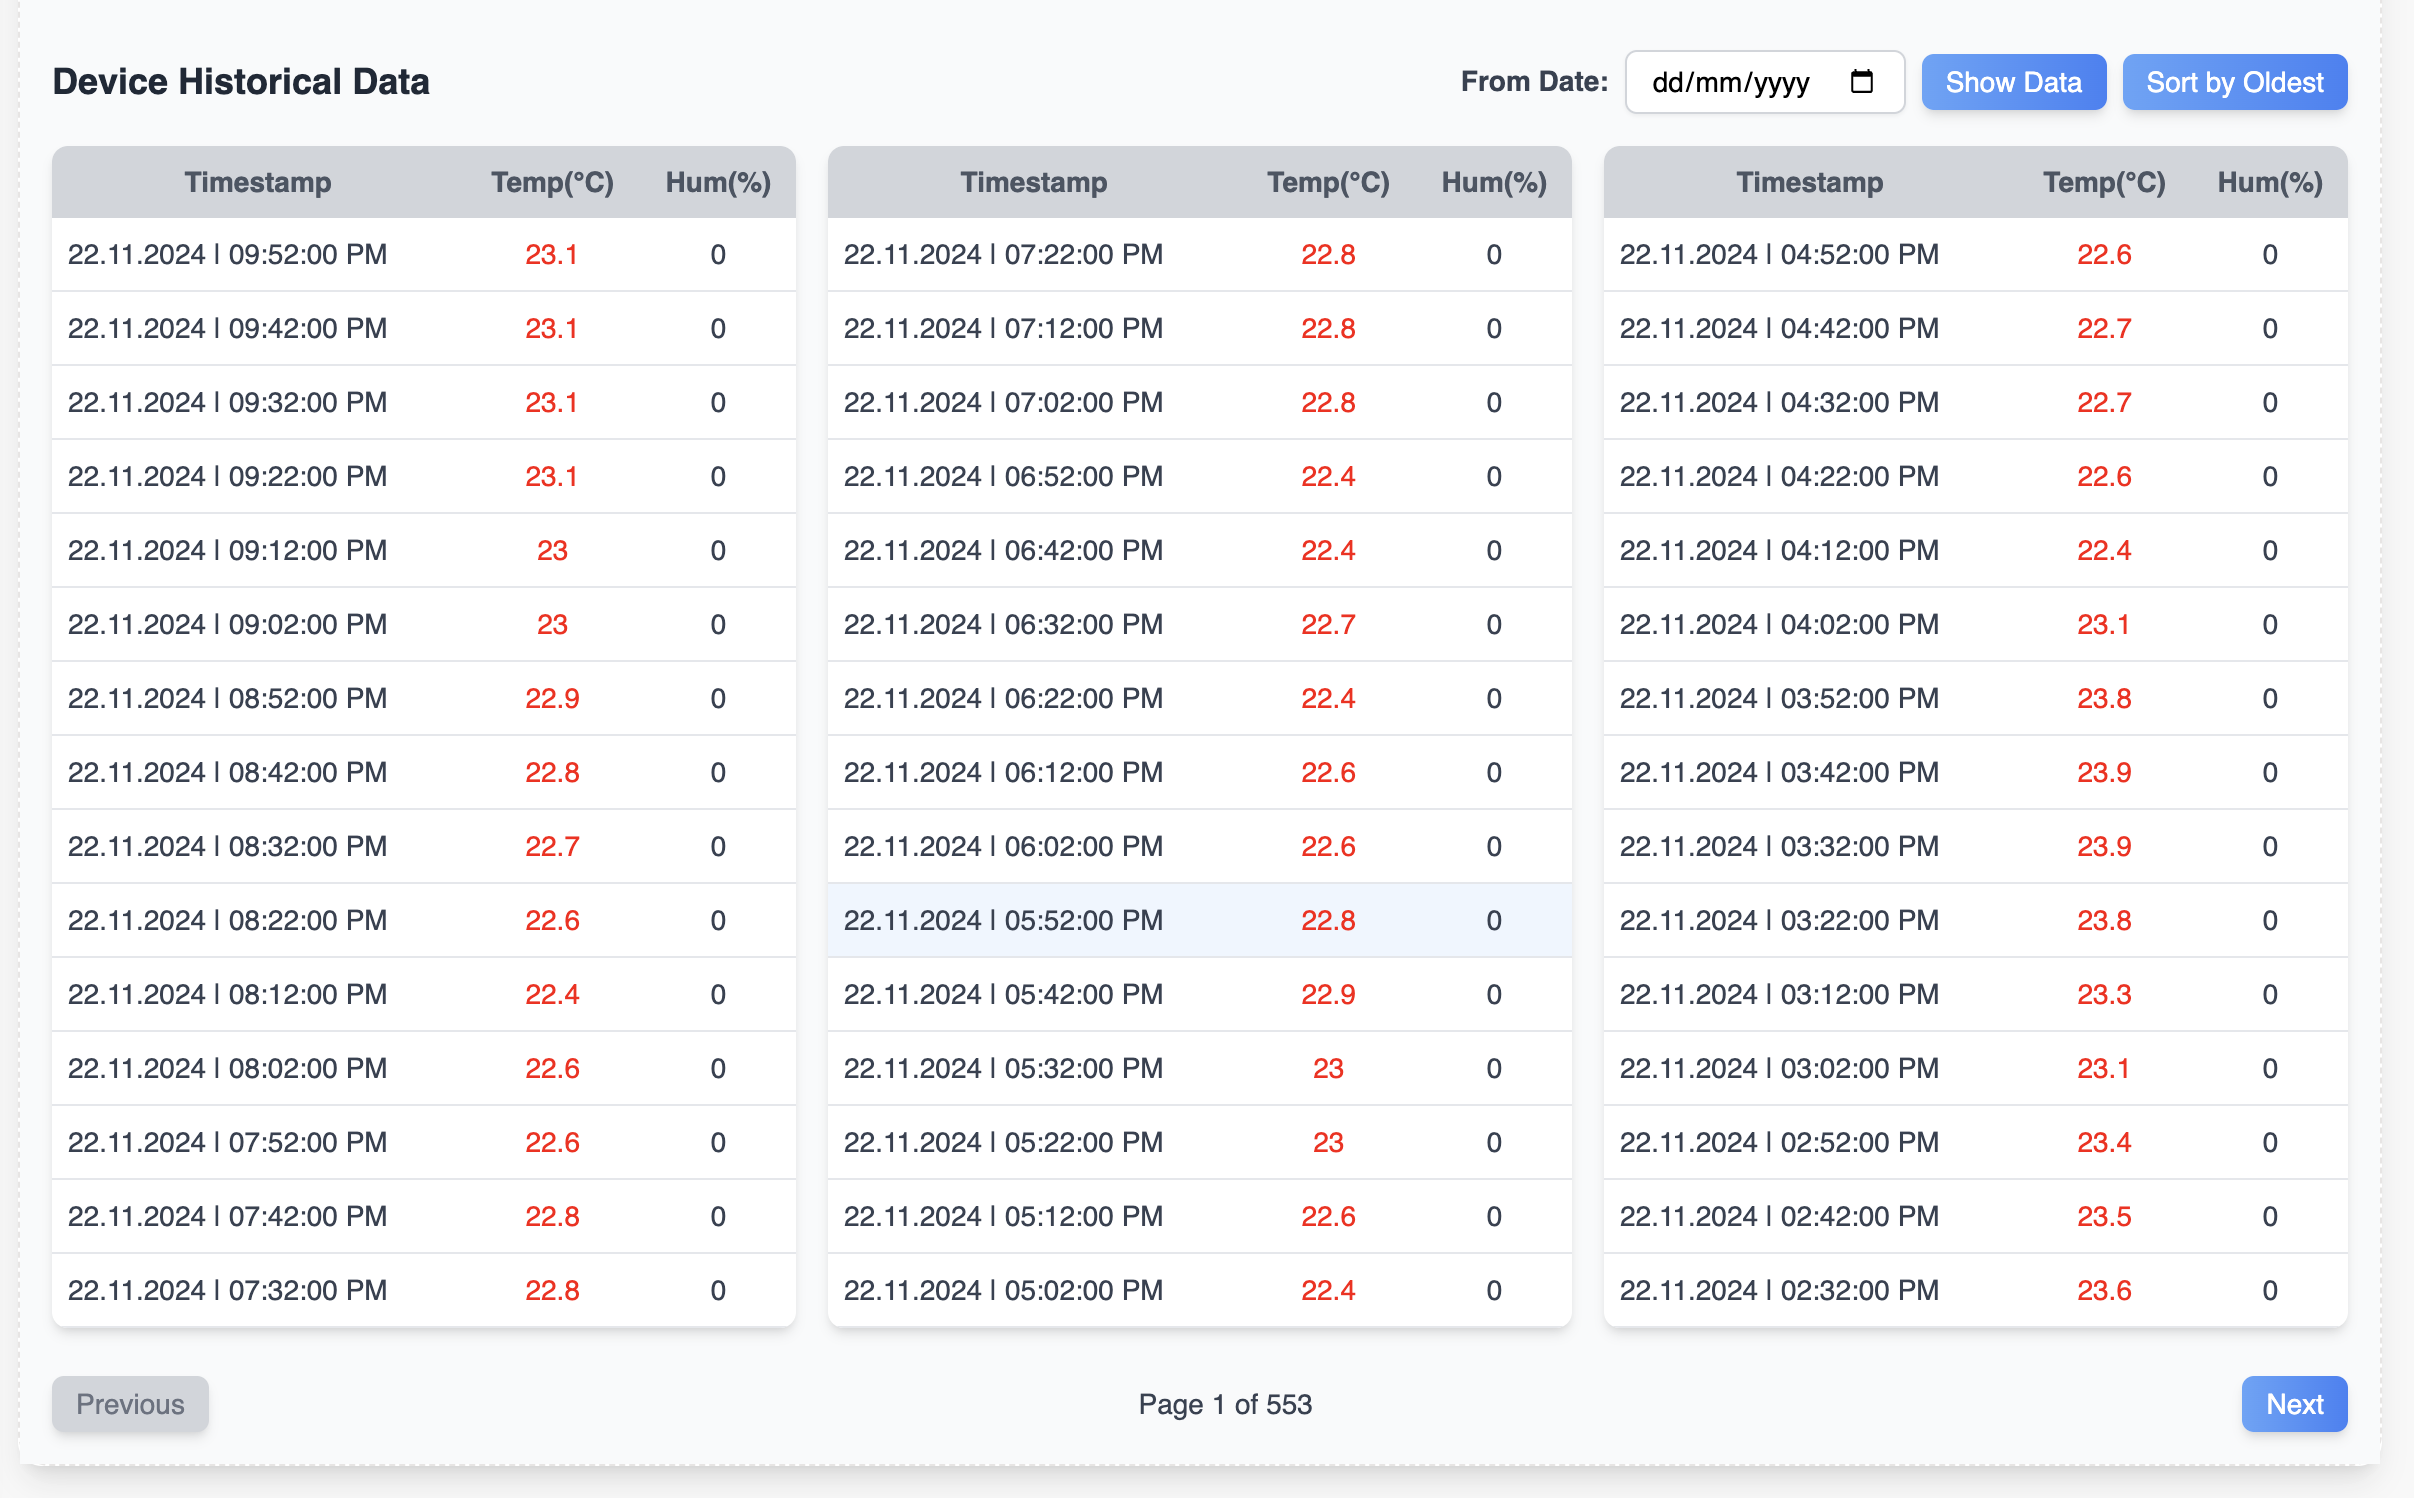 Device Historical Data
From Date: dd/mm/yyyy Show Data Sort by Oldest
Timestamp Temp(°C) Hum(%)
22.11.2024 | 09:52:00 PM 23.1 0
22.11.2024 | 09:42:00 PM 23.1 0
22.11.2024 | 09:32:00 PM 23.1 0
22.11.2024 | 09:22:00 PM 23.1 0
22.11.2024 | 09:12:00 PM 23 0
22.11.2024 | 09:02:00 PM 23 0
22.11.2024 | 08:52:00 PM 22.9 0
22.11.2024 | 08:42:00 PM 22.8 0
22.11.2024 | 08:32:00 PM 22.7 0
22.11.2024 | 08:22:00 PM 22.6 0
22.11.2024 | 08:12:00 PM 22.4 0
22.11.2024 | 08:02:00 PM 22.6 0
22.11.2024 | 07:52:00 PM 22.6 0
22.11.2024 | 07:42:00 PM 22.8 0
22.11.2024 | 07:32:00 PM 22.8 0
Timestamp Temp(°C) Hum(%)
22.11.2024 | 07:22:00 PM 22.8 0
22.11.2024 | 07:12:00 PM 22.8 0
22.11.2024 | 07:02:00 PM 22.8 0
22.11.2024 | 06:52:00 PM 22.4 0
22.11.2024 | 06:42:00 PM 22.4 0
22.11.2024 | 06:32:00 PM 22.7 0
22.11.2024 | 06:22:00 PM 22.4 0
22.11.2024 | 06:12:00 PM 22.6 0
22.11.2024 | 06:02:00 PM 22.6 0
22.11.2024 | 05:52:00 PM 22.8 0
22.11.2024 | 05:42:00 PM 22.9 0
22.11.2024 | 05:32:00 PM 23 0
22.11.2024 | 05:22:00 PM 23 0
22.11.2024 | 05:12:00 PM 22.6 0
22.11.2024 | 05:02:00 PM 22.4 0
Timestamp Temp(°C) Hum(%)
22.11.2024 | 04:52:00 PM 22.6 0
22.11.2024 | 04:42:00 PM 22.7 0
22.11.2024 | 04:32:00 PM 22.7 0
22.11.2024 | 04:22:00 PM 22.6 0
22.11.2024 | 04:12:00 PM 22.4 0
22.11.2024 | 04:02:00 PM 23.1 0
22.11.2024 | 03:52:00 PM 23.8 0
22.11.2024 | 03:42:00 PM 23.9 0
22.11.2024 | 03:32:00 PM 23.9 0
22.11.2024 | 03:22:00 PM 23.8 0
22.11.2024 | 03:12:00 PM 23.3 0
22.11.2024 | 03:02:00 PM 23.1 0
22.11.2024 | 02:52:00 PM 23.4 0
22.11.2024 | 02:42:00 PM 23.5 0
22.11.2024 | 02:32:00 PM 23.6 0
Previous Page 1 of 553 Next